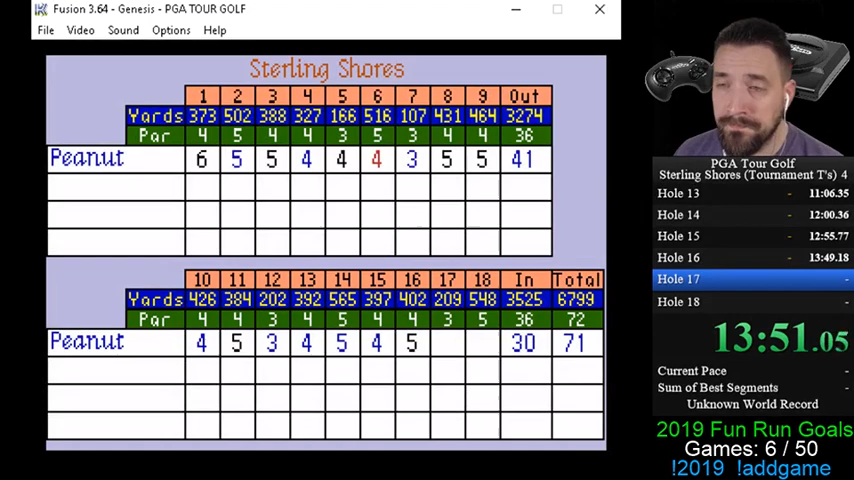 Fusion 3.64 - Genesis - PGA TOUR GOLF
File Video Sound Options Help
Sterling Shores
1 2 3 4 5 6 7 8 9 Out
Yards 373 502 388 327 166 516 107 431 464 3274
Par 4 5 4 4 3 5 3 4 4 36
Peanut 6 5 5 4 4 4 3 5 5 41
10 11 12 13 14 15 16 17 18 In Total
Yards 426 384 202 392 565 397 402 209 548 3525 6799
Par 4 4 3 4 5 4 4 3 5 36 72
Peanut 4 5 3 4 5 4 5 30 71
PGA Tour Golf
Sterling Shores (Tournament T's) 4
Hole 13 - 11:06.35
Hole 14 - 12:00.36
Hole 15 - 12:55.77
Hole 16 - 13:49.18
Hole 17 -
Hole 18 -
13:51.05
Current Pace -
Sum of Best Segments -
Unknown World Record
2019 Fun Run Goals
Games: 6 / 50
!2019 !addgame